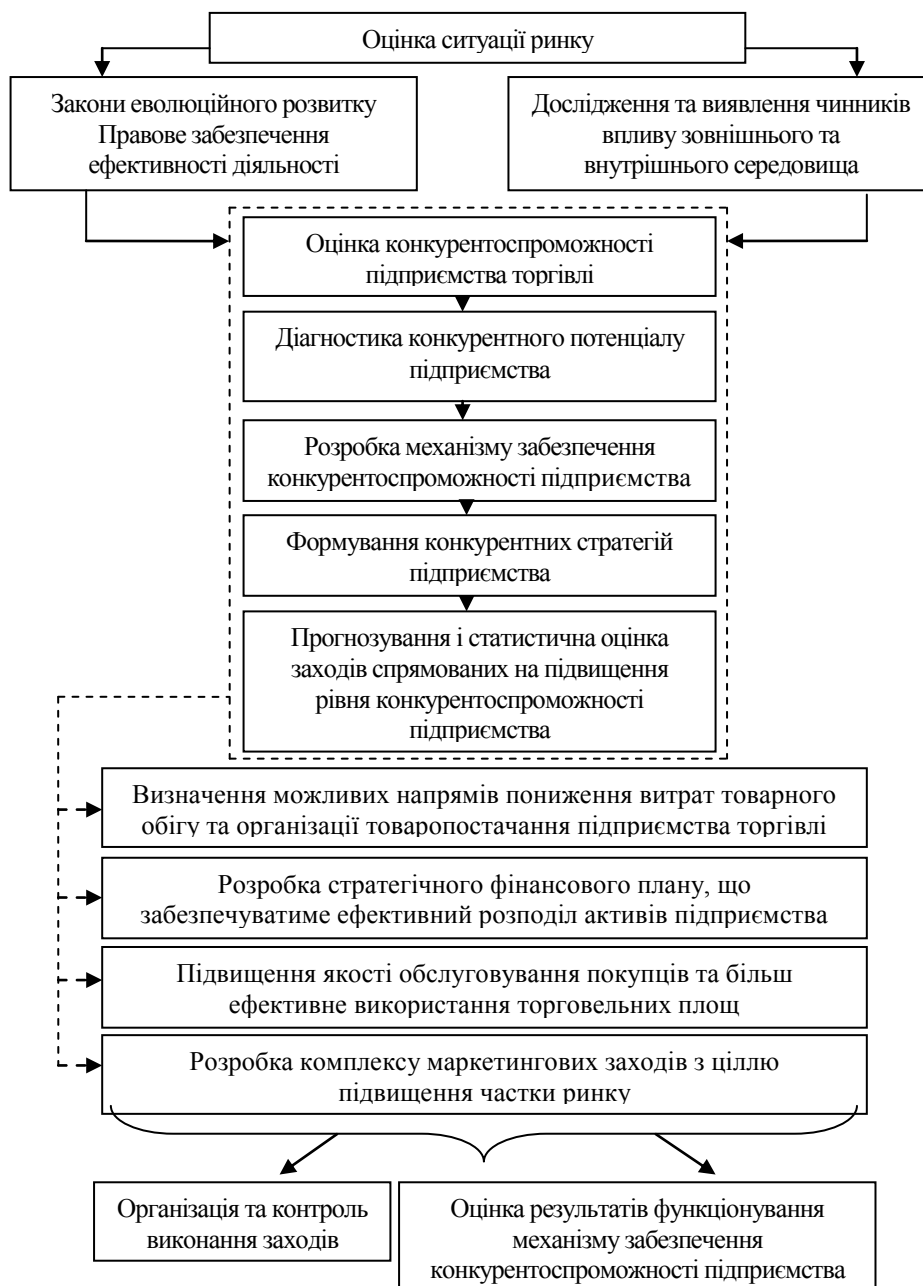 Оцінка ситуації ринку
Закони еволюційного розвитку
Правове забезпечення
ефективності діяльності
Дослідження та виявлення чинників
впливу зовнішнього та
внутрішнього середовища
Оцінка конкурентоспроможності
підприємства торгівлі
Діагностика конкурентного потенціалу
підприємства
Розробка механізму забезпечення
конкурентоспроможності підприємства
Формування конкурентних стратегій
підприємства
Прогнозування і статистична оцінка
заходів спрямованих на підвищення
рівня конкурентоспроможності
підприємства
Визначення можливих напрямів пониження витрат товарного
обігу та організації товаропостачання підприємства торгівлі
Розробка стратегічного фінансового плану, що
забезпечуватиме ефективний розподіл активів підприємства
Підвищення якості обслуговування покупців та більш
ефективне використання торговельних площ
Розробка комплексу маркетингових заходів з ціллю
підвищення частки ринку
Організація та контроль
виконання заходів
Оцінка результатів функціонування
механізму забезпечення
конкурентоспроможності підприємства